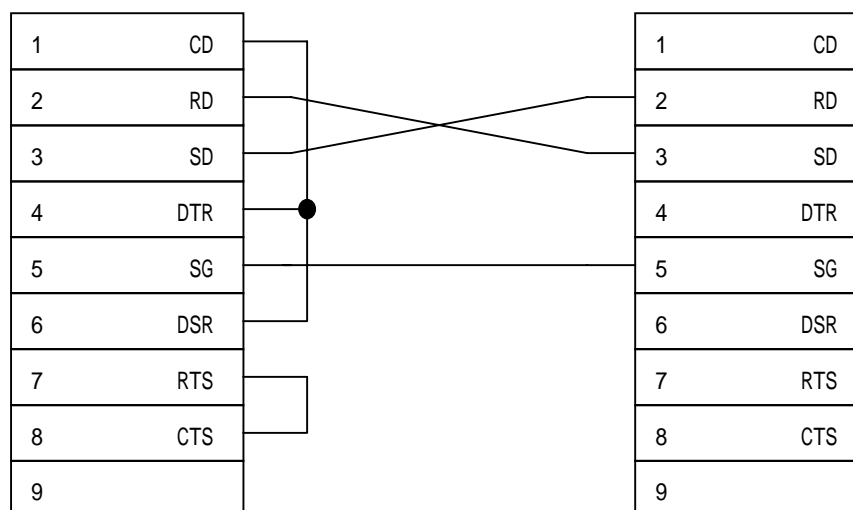 1 CD 1 CD
2 RD 2 RD
3 SD 3 SD
4 DTR 4 DTR
5 SG 5 SG
6 DSR 6 DSR
7 RTS 7 RTS
8 CTS 8 CTS
9 9